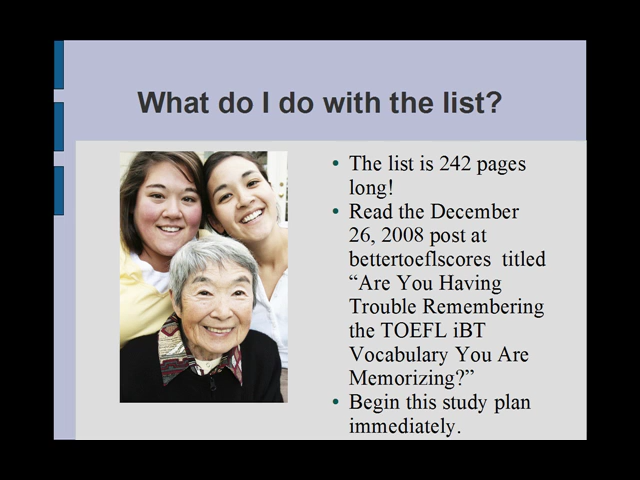 What do I do with the list?
• The list is 242 pages
long!
• Read the December
26, 2008 post at
bettertoeflscores titled
“Are You Having
Trouble Remembering
the TOEFL iBT
Vocabulary You Are
Memorizing?”
• Begin this study plan
immediately.